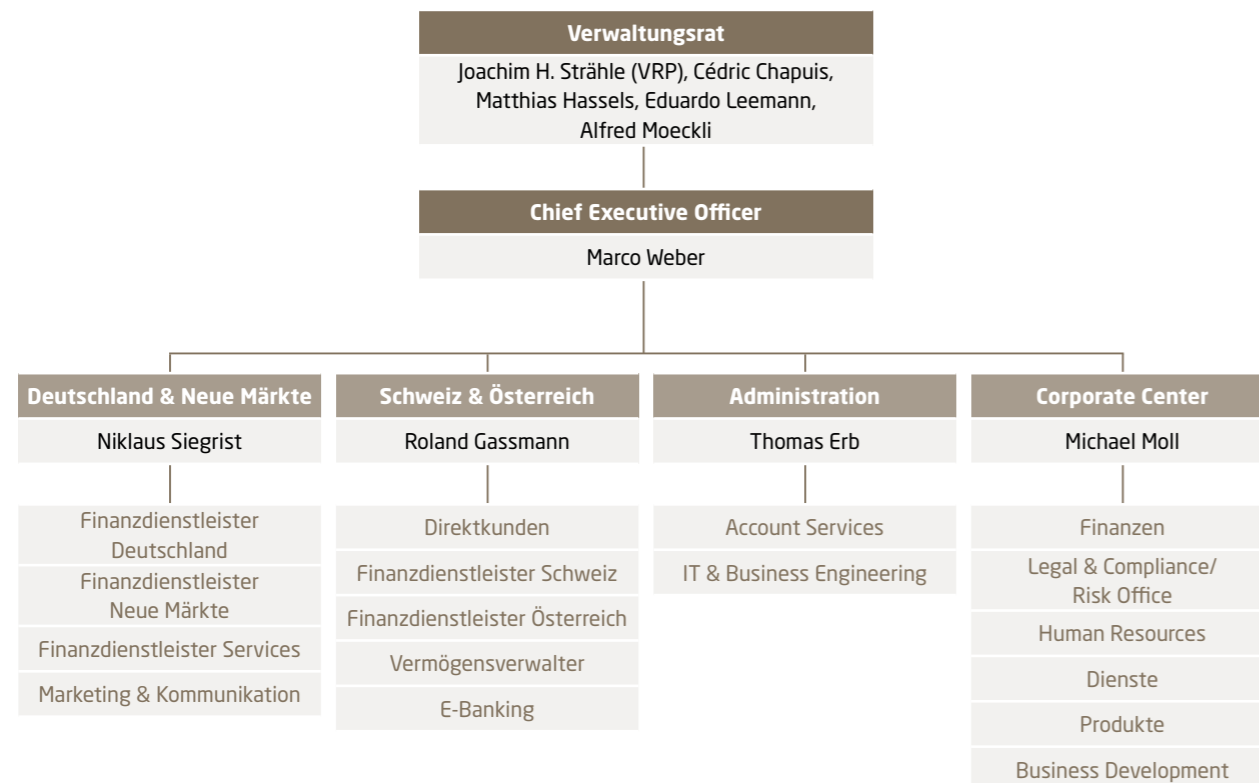 Verwaltungsrat
Joachim H. Strähle (VRP), Cédric Chapuis,
Matthias Hassels, Eduardo Leemann,
Alfred Moeckli
Chief Executive Officer
Marco Weber
Deutschland & Neue Märkte
Niklaus Siegrist
Finanzdienstleister
Deutschland
Finanzdienstleister
Neue Märkte
Finanzdienstleister Services
Marketing & Kommunikation
Schweiz & Österreich
Roland Gassmann
Direktkunden
Finanzdienstleister Schweiz
Finanzdienstleister Österreich
Vermögensverwalter
E-Banking
Administration
Thomas Erb
Account Services
IT & Business Engineering
Corporate Center
Michael Moll
Finanzen
Legal & Compliance/
Risk Office
Human Resources
Dienste
Produkte
Business Development